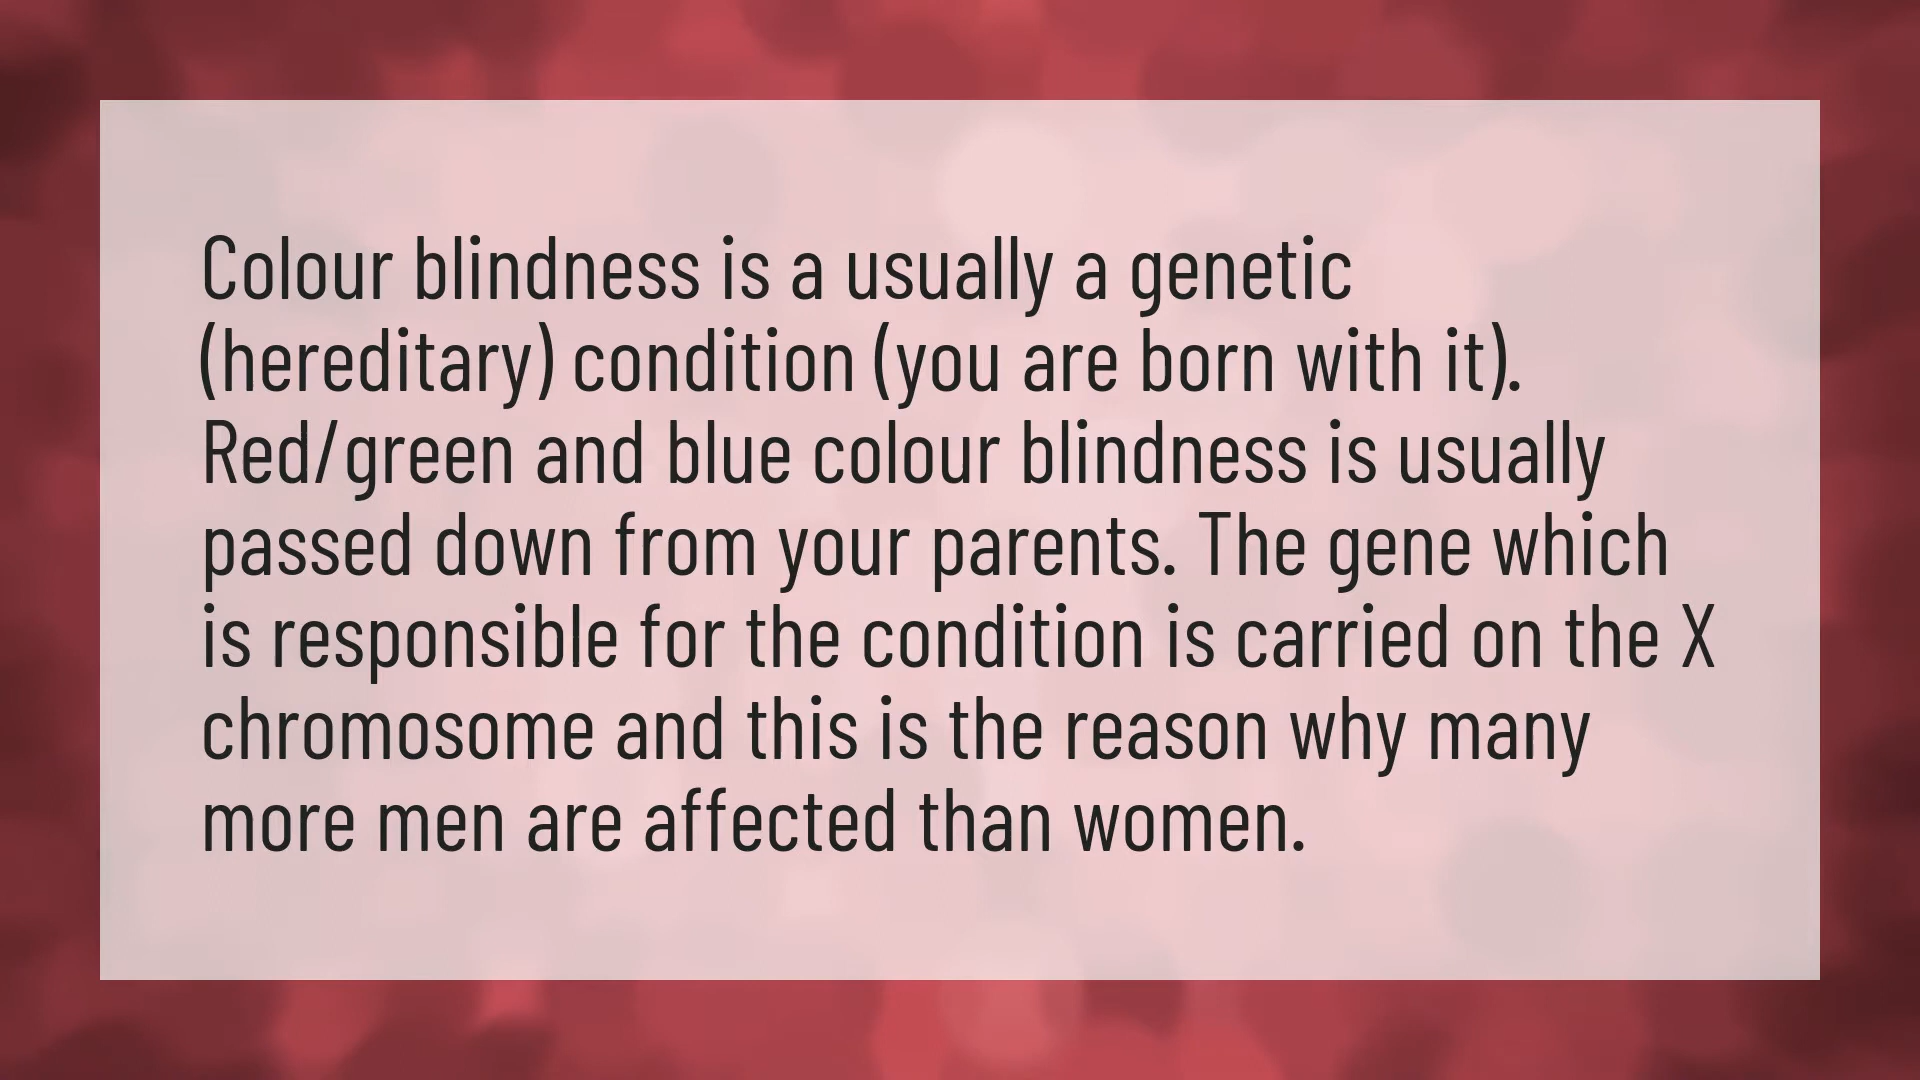 Colour blindness is a usually a genetic
(hereditary) condition (you are born with it).
Red/green and blue colour blindness is usually
passed down from your parents. The gene which
is responsible for the condition is carried on the X
chromosome and this is the reason why many
more men are affected than women.